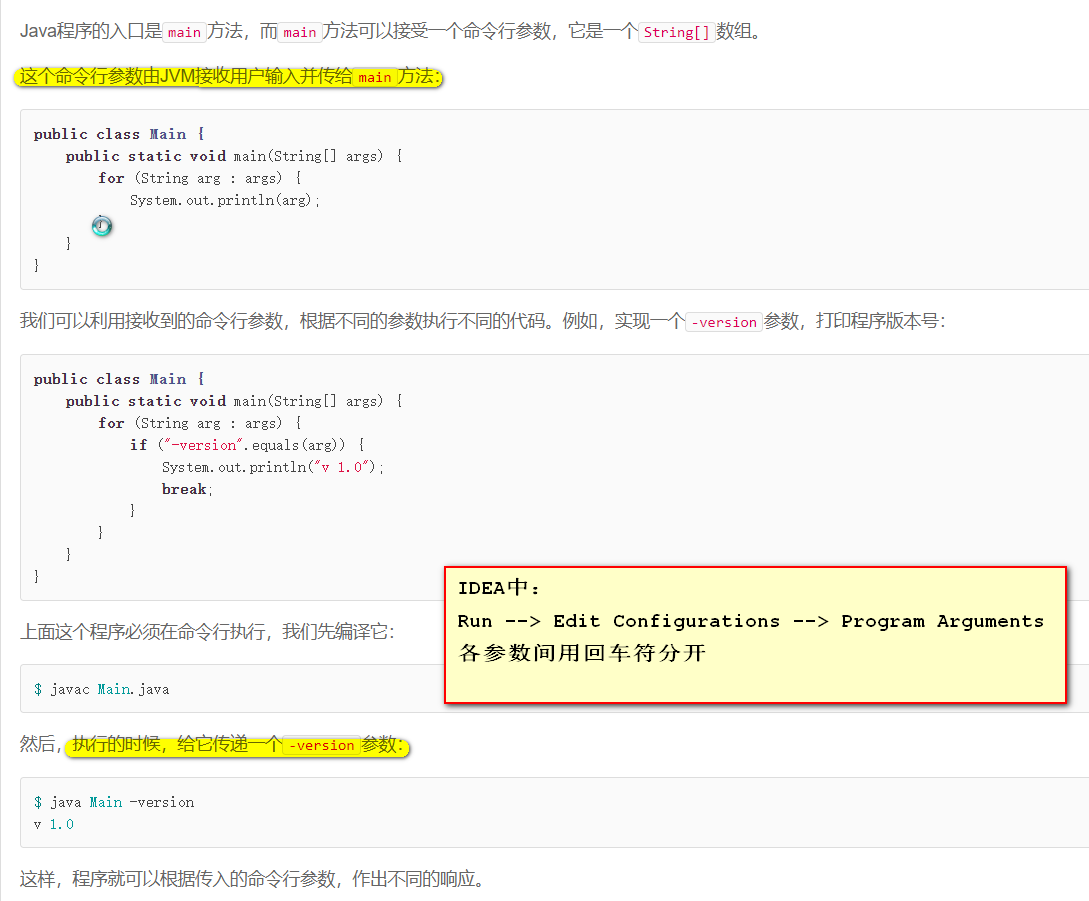 Java程序的入口是main方法，而main方法可以接受一个命令行参数，它是一个String[]数组。
这个命令行参数由JVM接收用户输入并传给main方法：
public class Main {
    public static void main(String[] args) {
        for (String arg : args) {
            System.out.println(arg);
    }
}
我们可以利用接收到的命令行参数，根据不同的参数执行不同的代码。例如，实现一个-version参数，打印程序版本号：
public class Main {
    public static void main(String[] args) {
        for (String arg : args) {
            if ("-version".equals(arg)) {
                System.out.println("v 1.0");
                break;
            }
        }
    }
}
IDEA中：
Run --> Edit Configurations --> Program Arguments
各参数间用回车符分开
上面这个程序必须在命令行执行，我们先编译它：
$ javac Main.java
然后，执行的时候，给它传递一个-version参数：
$ java Main -version
v 1.0
这样，程序就可以根据传入的命令行参数，作出不同的响应。